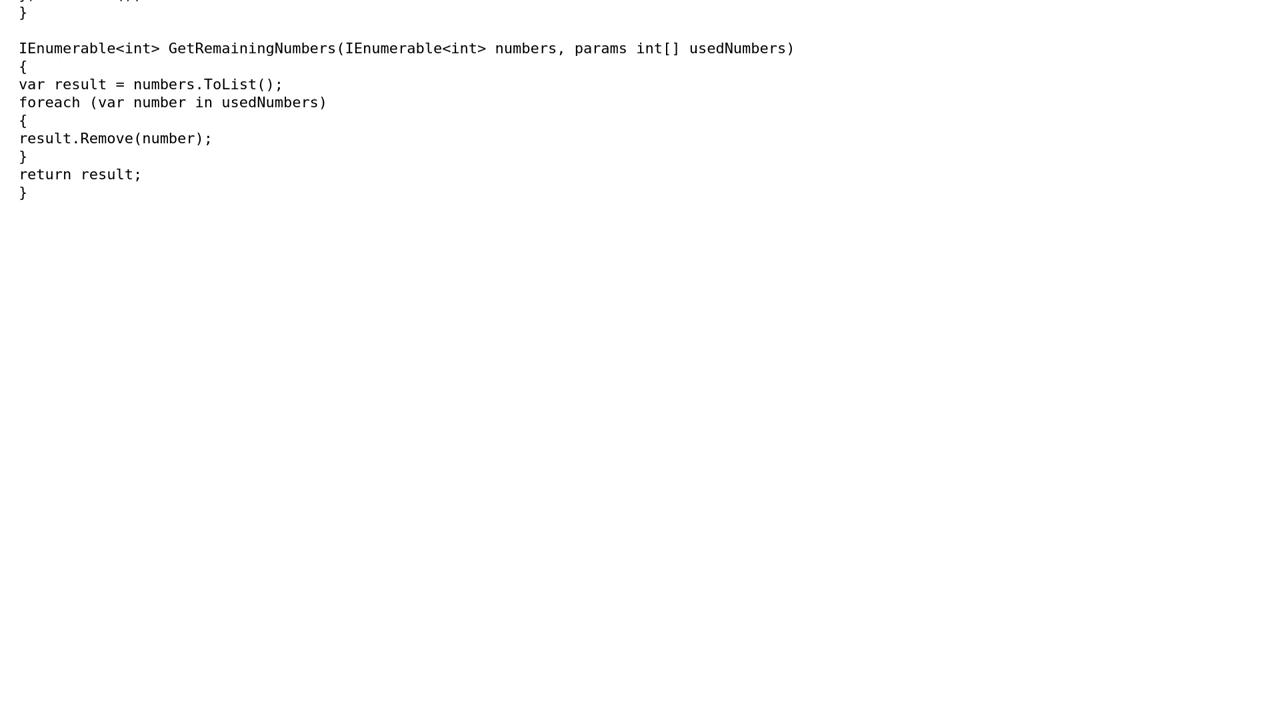 }
IEnumerable<int> GetRemainingNumbers(IEnumerable<int> numbers, params int[] usedNumbers)
{
var result = numbers.ToList();
foreach (var number in usedNumbers)
{
result.Remove(number);
}
return result;
}